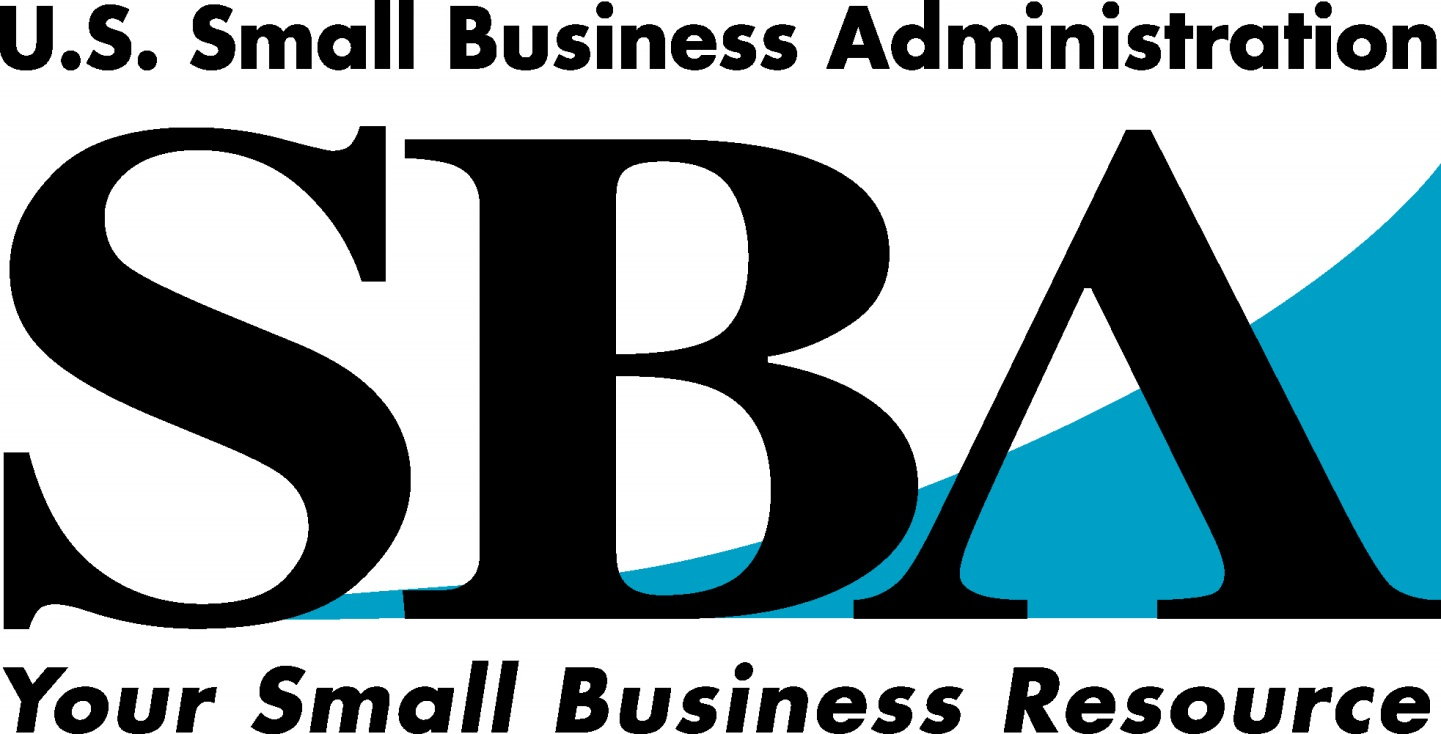 U.S. Small Business Administration
SBA
Your Small Business Resource